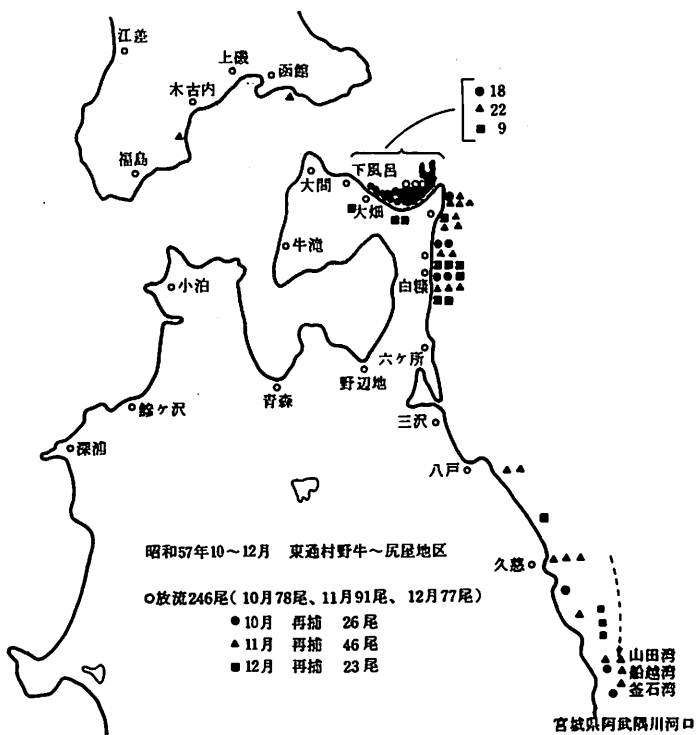 江差
上磯
函館
木古内
福島
● 18
▲ 22
■ 9
下風呂
大間
大畑
牛滝
小泊
白糠
六ヶ所
野辺地
青森
三沢
鯵ヶ沢
深浦
八戸
昭和57年10～12月 東通村野牛～尻屋地区
久慈
○放流246尾(10月78尾、11月91尾、12月77尾)
●10月 再捕 26尾
▲11月 再捕 46尾
■12月 再捕 23尾
山田湾
船越湾
釜石湾
宮城県阿武隈川河口